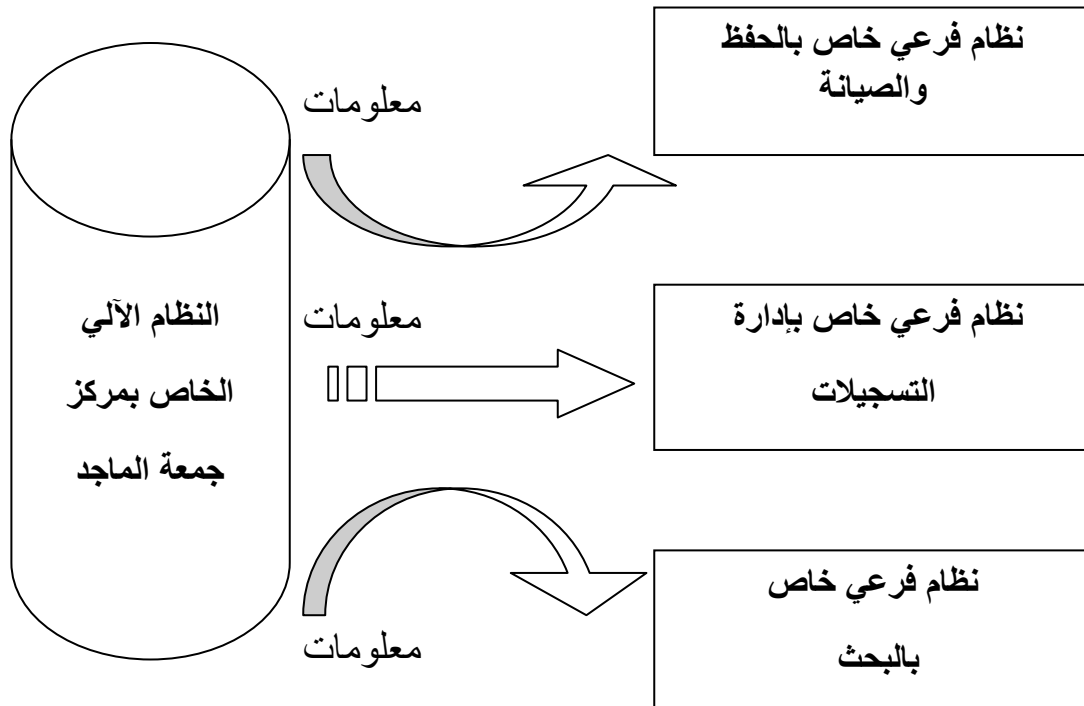 نظام فرعي خاص بالحفظ
والصيانة
معلومات
النظام الآلي
الخاص بمركز
جمعة الماجد
معلومات
نظام فرعي خاص بإدارة
التسجيلات
نظام فرعي خاص
بالبحث
معلومات